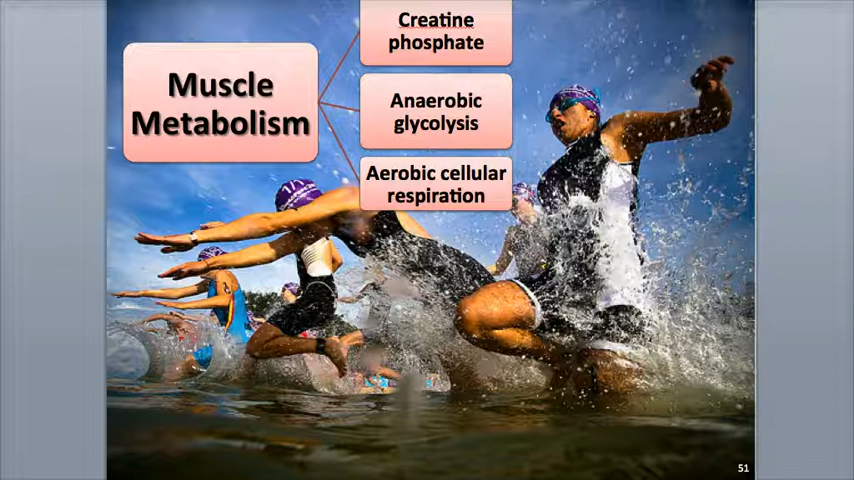 Muscle
Metabolism
Creatine
phosphate
Anaerobic
glycolysis
Aerobic cellular
respiration
51